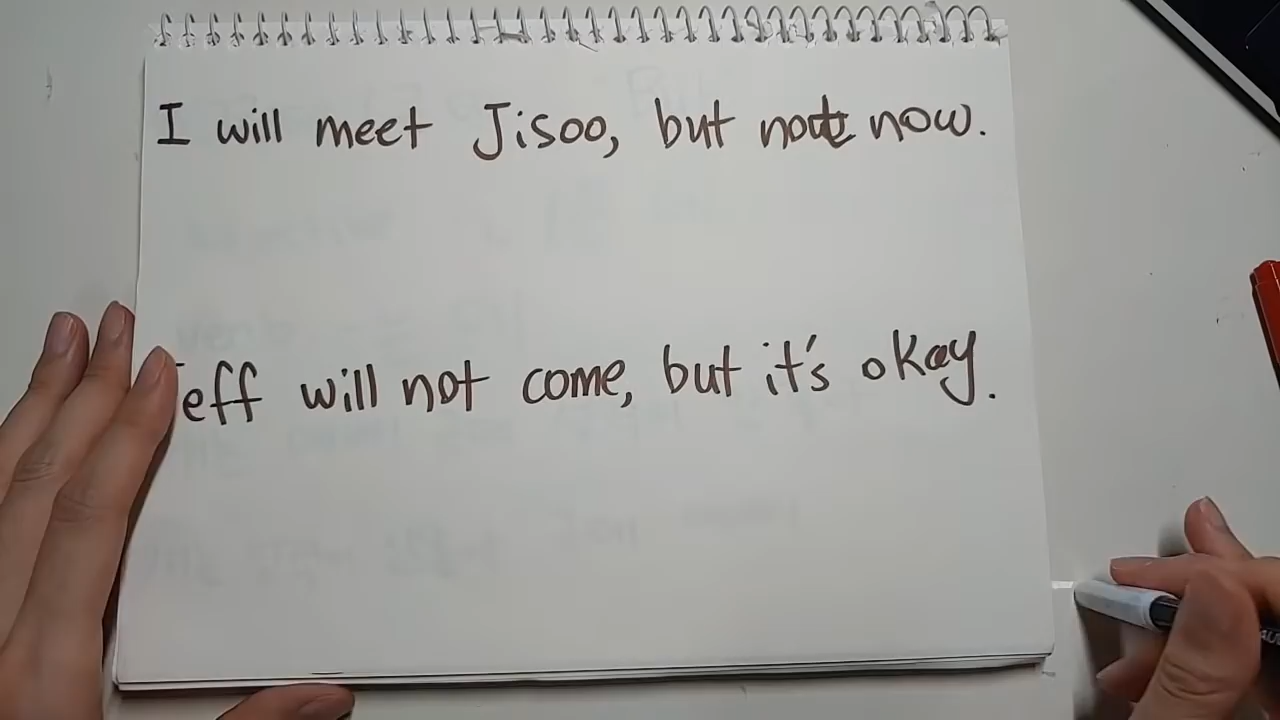 I will meet Jisoo, but not now.
eff will not come, but it's okay.